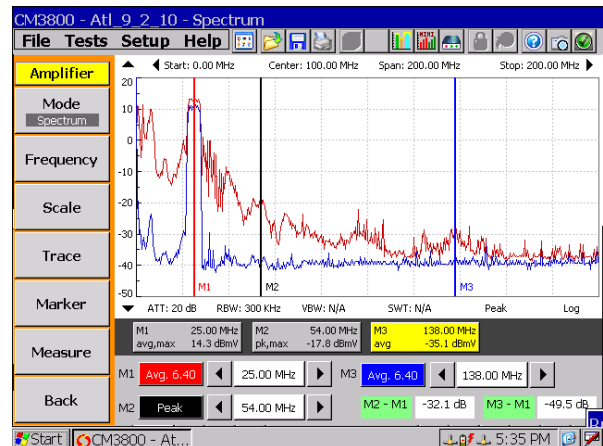 CM3800 - Atl_9_2_10 - Spectrum
File Tests Setup Help
Amplifier
Start: 0.00 MHz Center: 100.00 MHz Span: 200.00 MHz Stop: 200.00 MHz
Mode
Spectrum
Frequency
Scale
Trace
Marker
Measure
Back
20
10
0
-10
-20
-30
-40
-50
M1 M2 M3
ATT: 20 dB RBW: 300 KHz VBW: N/A SWT: N/A Peak Log
M1 25.00 MHz M2 54.00 MHz M3 138.00 MHz
avg,max 14.3 dBmV pk,max -17.8 dBmV avg -35.1 dBmV
M1 Avg. 6.40 25.00 MHz M3 Avg. 6.40 138.00 MHz
M2 Peak 54.00 MHz M2 - M1 -32.1 dB M3 - M1 -49.5 dB
Start CM3800 - At... 5:35 PM